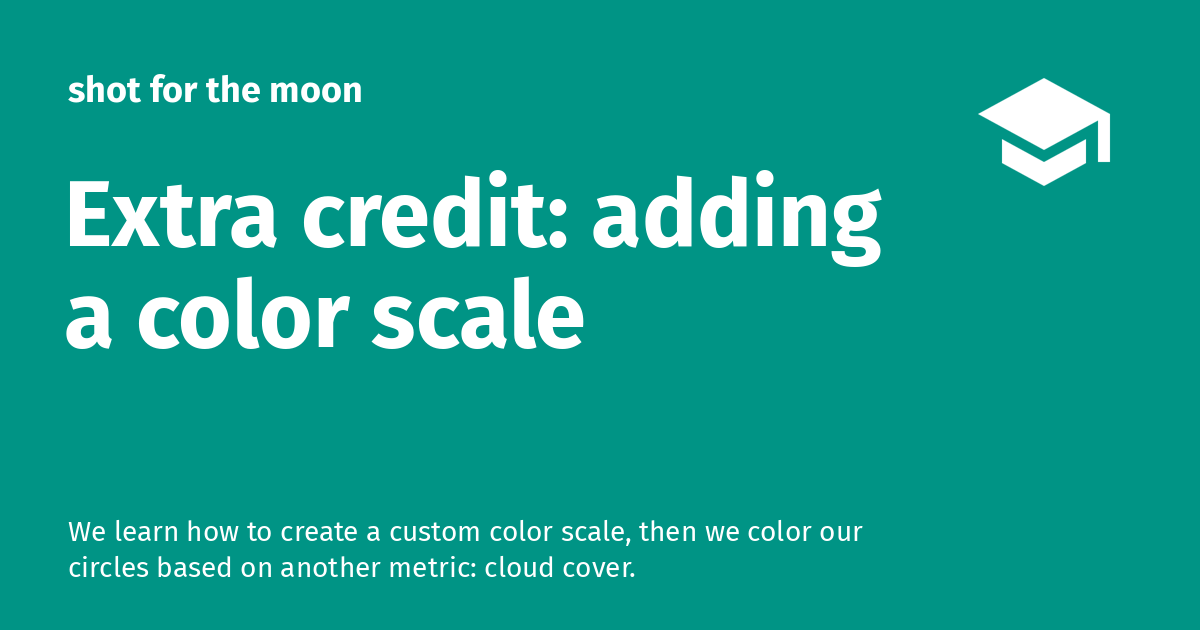 shot for the moon
Extra credit: adding
a color scale
We learn how to create a custom color scale, then we color our
circles based on another metric: cloud cover.